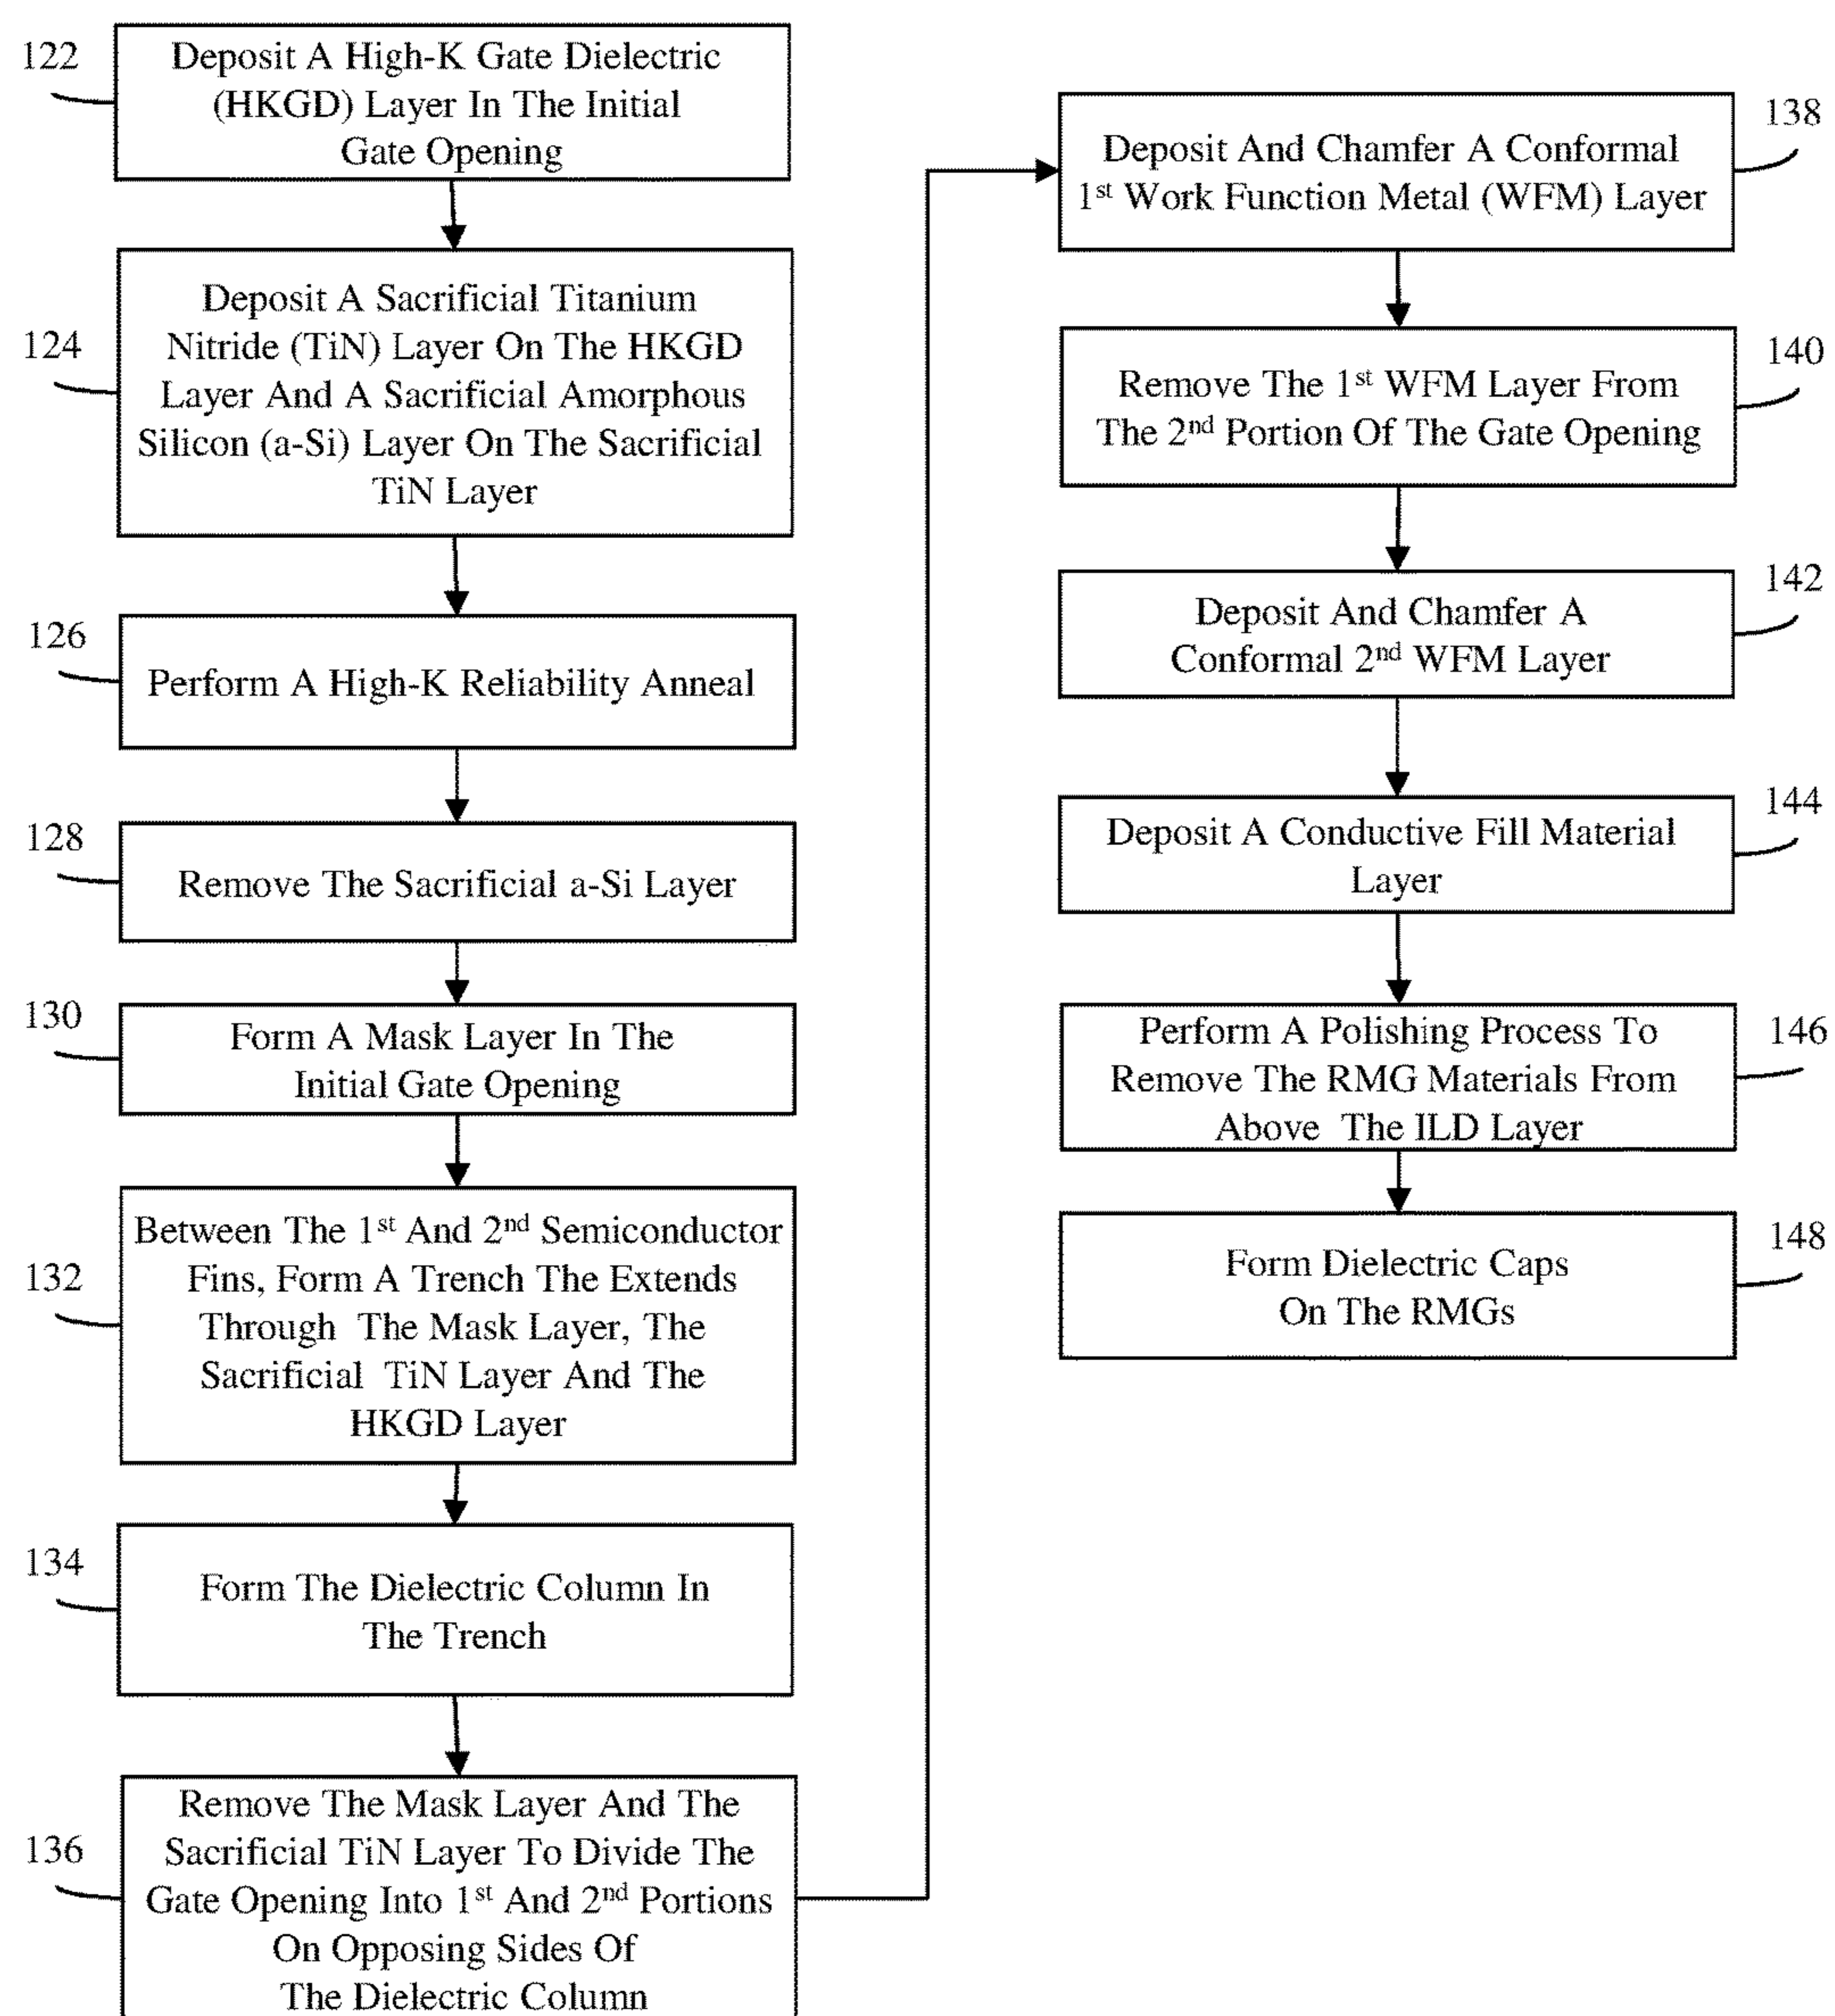 122
Deposit A High-K Gate Dielectric
(HKGD) Layer In The Initial
Gate Opening
124
Deposit A Sacrificial Titanium
Nitride (TiN) Layer On The HKGD
Layer And A Sacrificial Amorphous
Silicon (a-Si) Layer On The Sacrificial
TiN Layer
126
Perform A High-K Reliability Anneal
128
Remove The Sacrificial a-Si Layer
130
Form A Mask Layer In The
Initial Gate Opening
132
Between The 1st And 2nd Semiconductor
Fins, Form A Trench The Extends
Through The Mask Layer, The
Sacrificial TiN Layer And The
HKGD Layer
134
Form The Dielectric Column In
The Trench
136
Remove The Mask Layer And The
Sacrificial TiN Layer To Divide The
Gate Opening Into 1st And 2nd Portions
On Opposing Sides Of
The Dielectric Column
138
Deposit And Chamfer A Conformal
1st Work Function Metal (WFM) Layer
140
Remove The 1st WFM Layer From
The 2nd Portion Of The Gate Opening
142
Deposit And Chamfer A
Conformal 2nd WFM Layer
144
Deposit A Conductive Fill Material
Layer
146
Perform A Polishing Process To
Remove The RMG Materials From
Above The ILD Layer
148
Form Dielectric Caps
On The RMGs